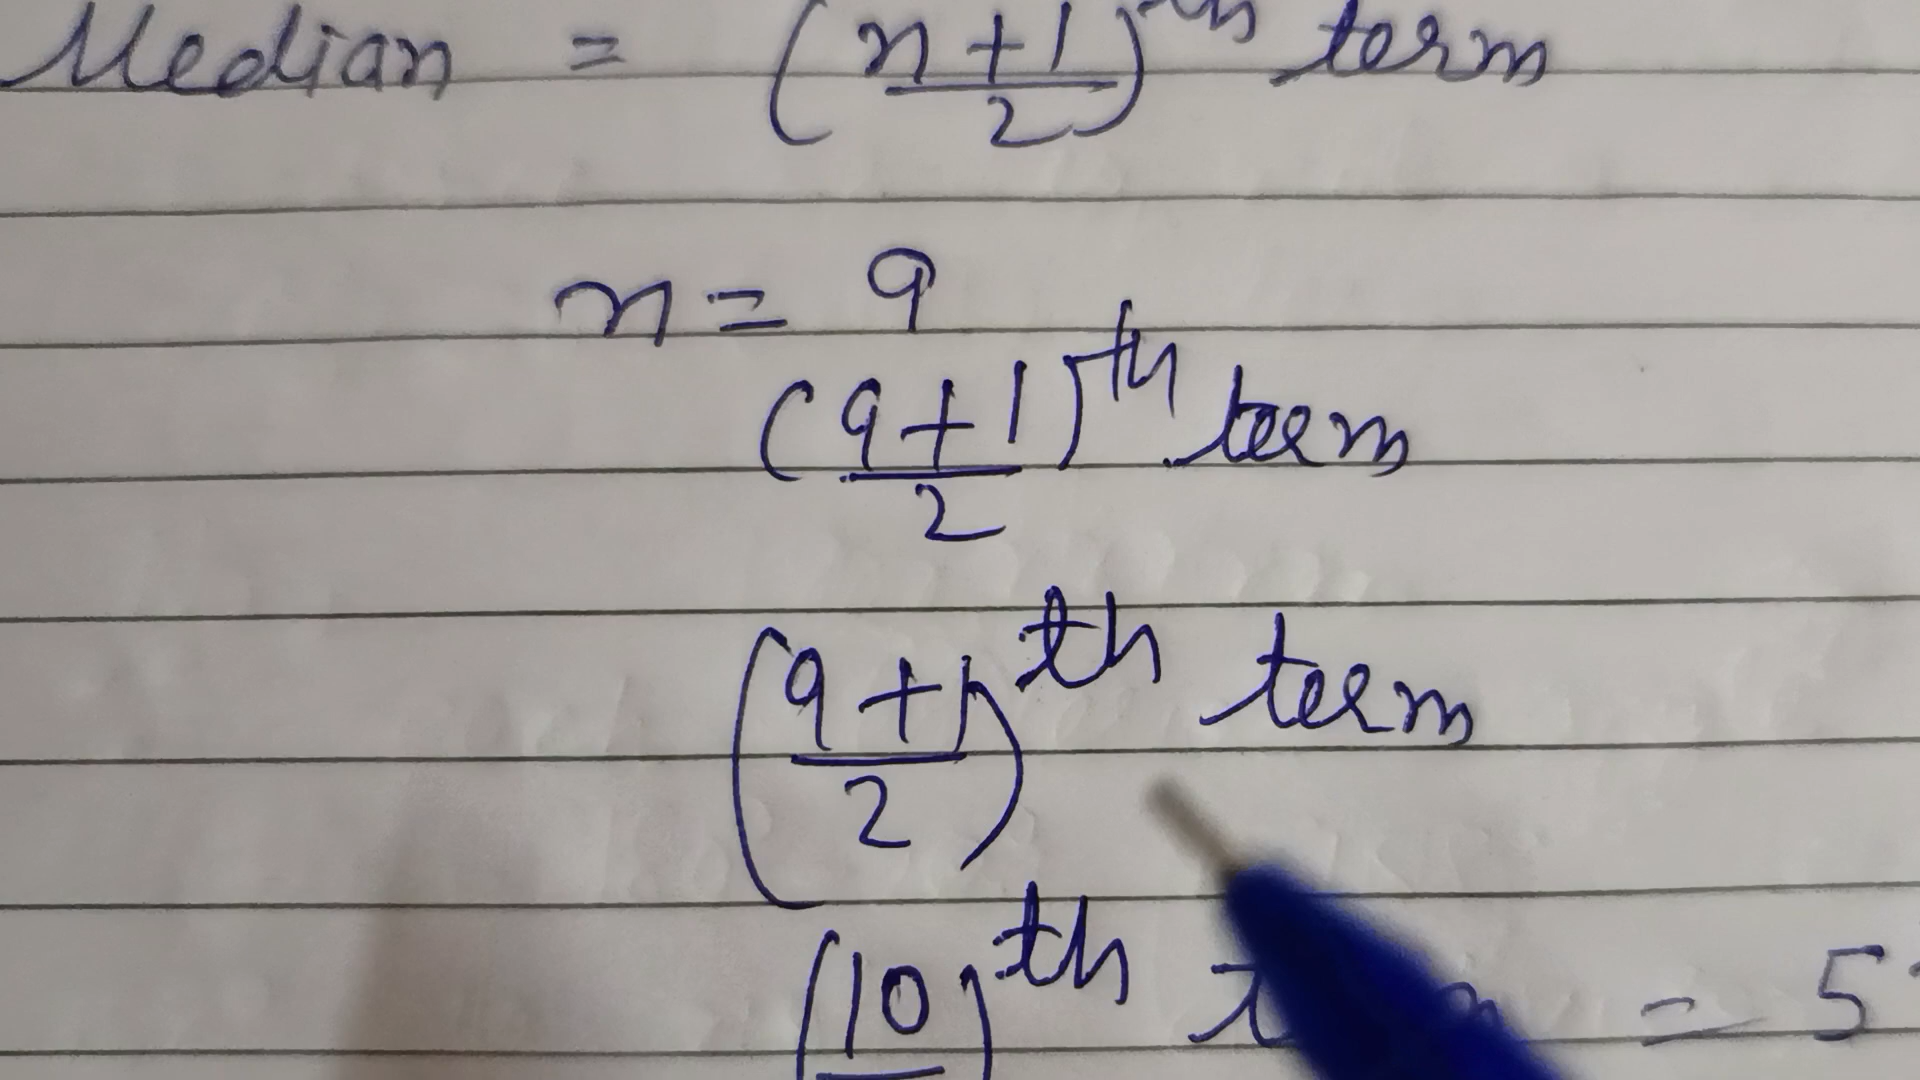 Median = (n+1/2)th term
n = 9
(9+1/2)th term
(9+1/2)th term
(10 )th = 5